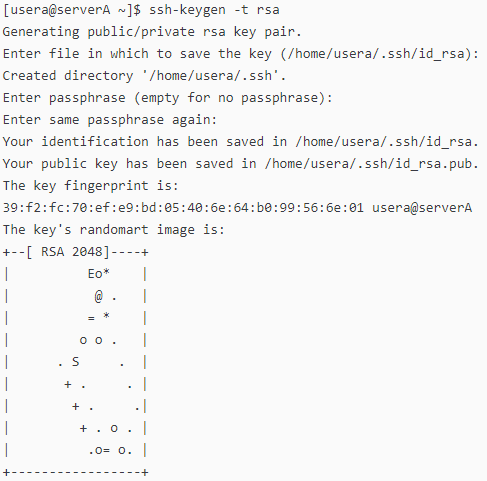 [usera@serverA ~]$ ssh-keygen -t rsa
Generating public/private rsa key pair.
Enter file in which to save the key (/home/usera/.ssh/id_rsa):
Created directory '/home/usera/.ssh'.
Enter passphrase (empty for no passphrase):
Enter same passphrase again:
Your identification has been saved in /home/usera/.ssh/id_rsa.
Your public key has been saved in /home/usera/.ssh/id_rsa.pub.
The key fingerprint is:
39:f2:fc:70:ef:e9:bd:05:40:6e:64:b0:99:56:6e:01 usera@serverA
The key's randomart image is:
+--[ RSA 2048]----+
|          Eo*    |
|           @ .   |
|          = *    |
|         o o .   |
|      . S     .  |
|       + .     . |
|        + .     .|
|         + . o . |
|          .o= o. |
+-----------------+